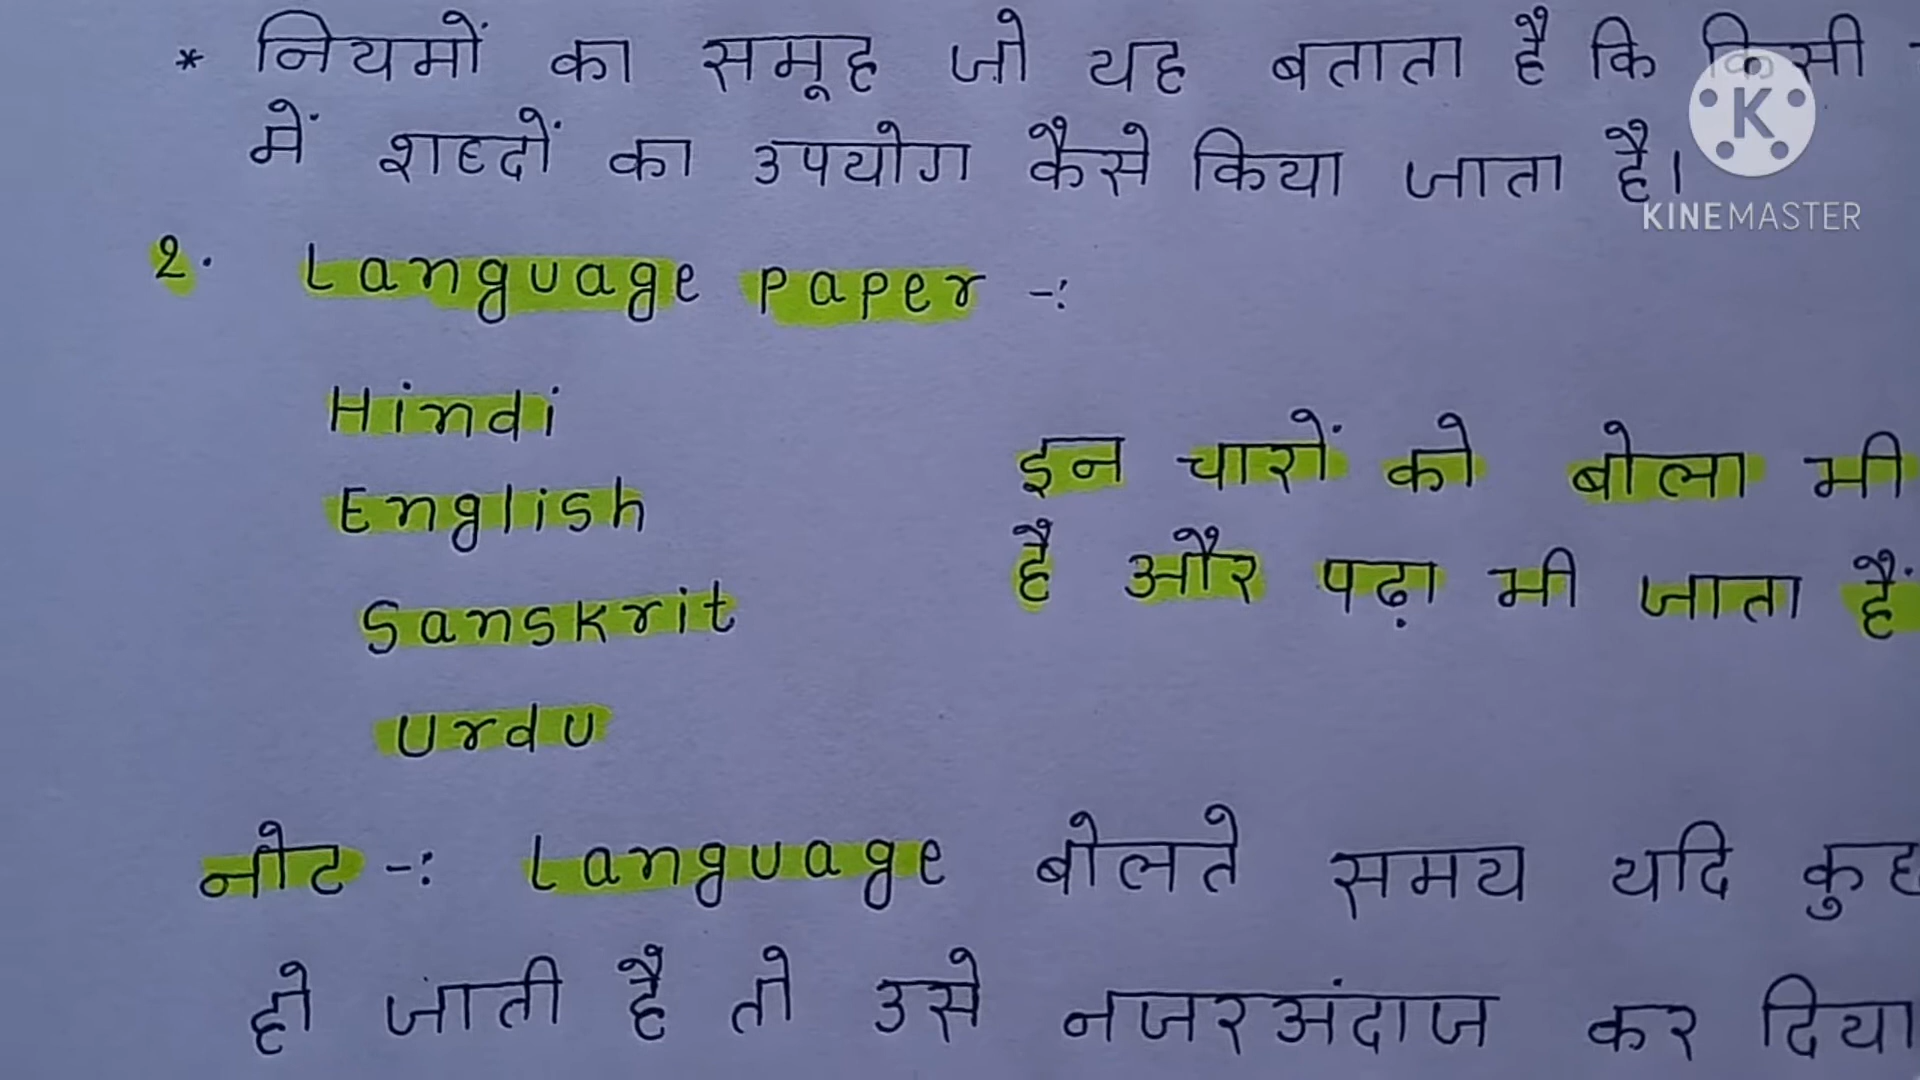 * नियमों का समूह जो यह बताता है कि किसी
में शब्दों का उपयोग कैसे किया जाता है।
KINEMASTER
2. Language Paper -:
Hindi
English
Sanskrit
Urdu
इन चारों को बोला भी
है और पढ़ा भी जाता हैं
नोट -: Language बोलते समय यदि
हो जाती है तो उसे नजरअंदाज कर दिया